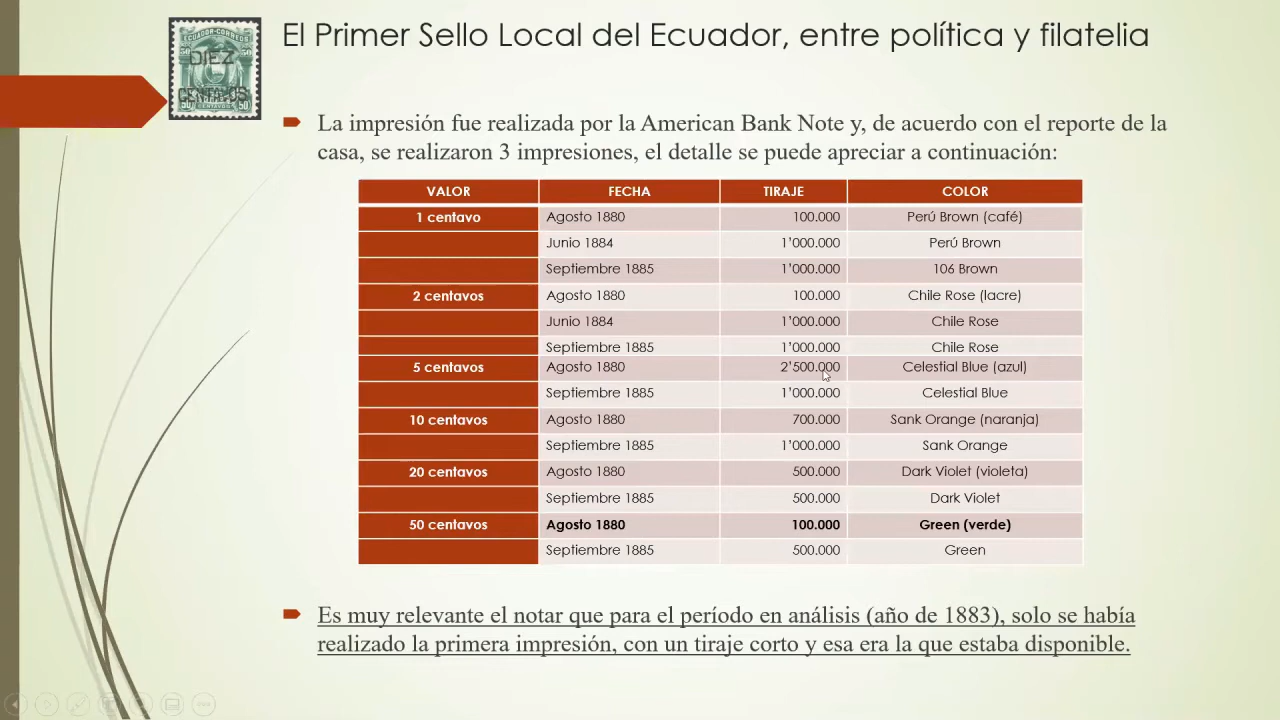 El Primer Sello Local del Ecuador, entre política y filatelia
ECUADOR-CORREOS
50 50
DIEZ
CENTAVOS
50 50
La impresión fue realizada por la American Bank Note y, de acuerdo con el reporte de la
casa, se realizaron 3 impresiones, el detalle se puede apreciar a continuación:
VALOR FECHA TIRAJE COLOR
1 centavo Agosto 1880 100.000 Perú Brown (café)
Junio 1884 1’000.000 Perú Brown
Septiembre 1885 1’000.000 106 Brown
2 centavos Agosto 1880 100.000 Chile Rose (lacre)
Junio 1884 1’000.000 Chile Rose
Septiembre 1885 1’000.000 Chile Rose
5 centavos Agosto 1880 2’500.000 Celestial Blue (azul)
Septiembre 1885 1’000.000 Celestial Blue
10 centavos Agosto 1880 700.000 Sank Orange (naranja)
Septiembre 1885 1’000.000 Sank Orange
20 centavos Agosto 1880 500.000 Dark Violet (violeta)
Septiembre 1885 500.000 Dark Violet
50 centavos Agosto 1880 100.000 Green (verde)
Septiembre 1885 500.000 Green
Es muy relevante el notar que para el período en análisis (año de 1883), solo se había
realizado la primera impresión, con un tiraje corto y esa era la que estaba disponible.